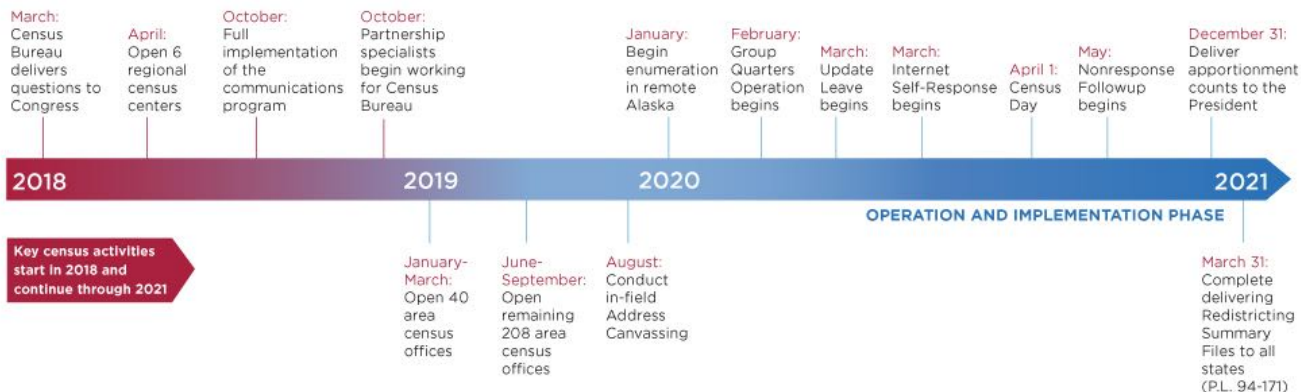 March:
Census
Bureau
delivers
questions to
Congress
April:
Open 6
regional
census
centers
October:
Full
implementation
of the
communications
program
October:
Partnership
specialists
begin working
for Census
Bureau
January:
Begin
enumeration
in remote
Alaska
February:
Group
Quarters
Operation
begins
March:
Update
Leave
begins
March:
Internet
Self-Response
begins
April 1:
Census
Day
May:
Nonresponse
Followup
begins
December 31:
Deliver
apportionment
counts to the
President
2018
2019
2020
2021
OPERATION AND IMPLEMENTATION PHASE
Key census activities
start in 2018 and
continue through 2021
January-
March:
Open 40
area
census
offices
June-
September:
Open
remaining
208 area
census
offices
August:
Conduct
in-field
Address
Canvassing
March 31:
Complete
delivering
Redistricting
Summary
Files to all
states
(P.L. 94-171)